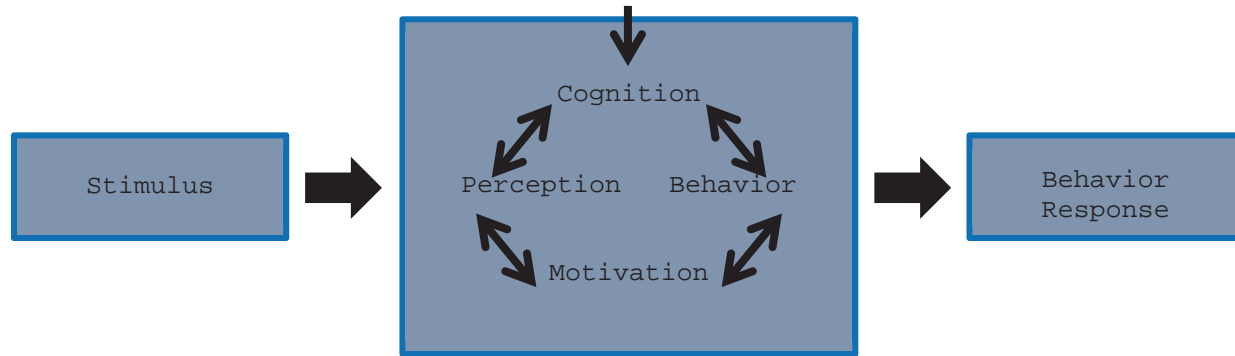 Cognition
Stimulus
Perception
Behavior
Behavior
Response
Motivation